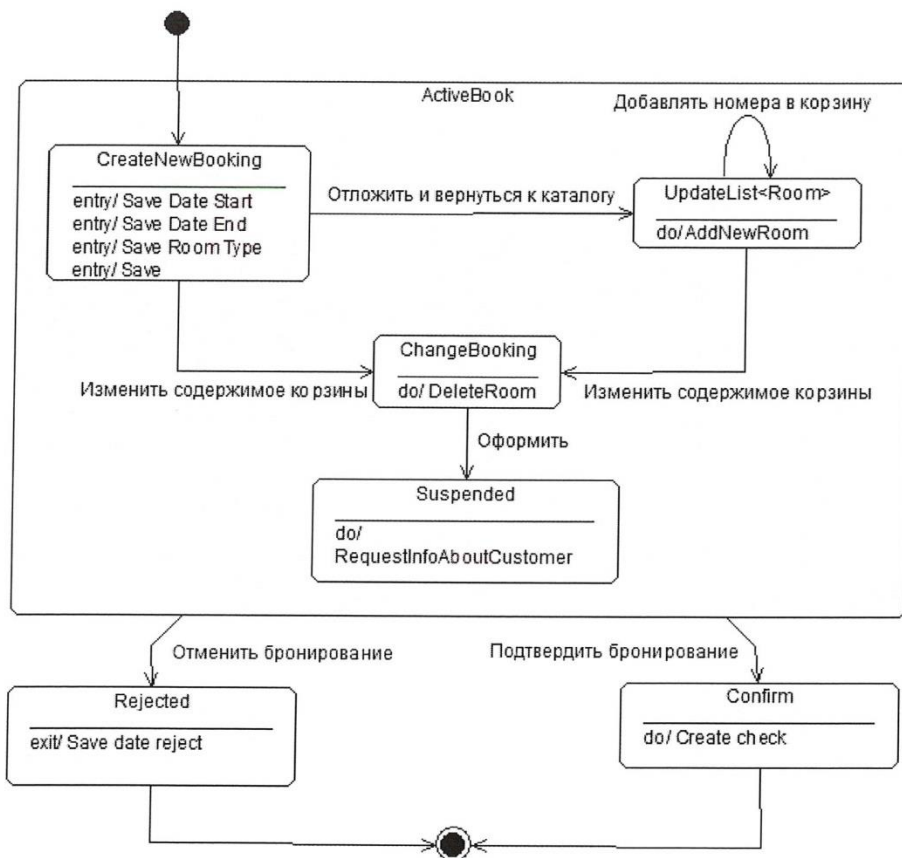 ActiveBook
Добавлять номера в корзину
CreateNewBooking
entry/ Save Date Start
entry/ Save Date End
entry/ Save Room Type
entry/ Save
Отложить и вернуться к каталогу
UpdateList<Room>
do/ AddNewRoom
ChangeBooking
do/ DeleteRoom
Изменить содержимое корзины
Изменить содержимое корзины
Оформить
Suspended
do/
RequestInfoAboutCustomer
Отменить бронирование
Подтвердить бронирование
Rejected
exit/ Save date reject
Confirm
do/ Create check